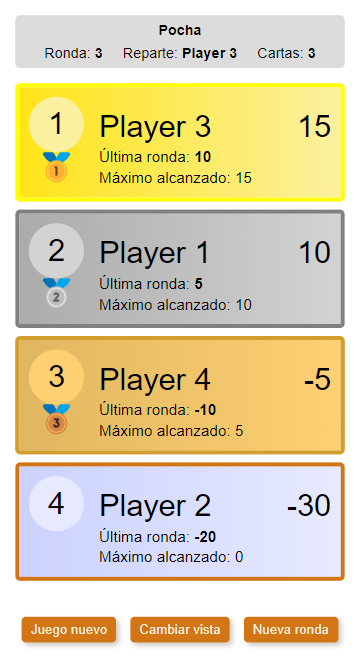 Pocha
Ronda: 3 Reparte: Player 3 Cartas: 3
1
Player 3 15
1
Última ronda: 10
Máximo alcanzado: 15
2
Player 1 10
2
Última ronda: 5
Máximo alcanzado: 10
3
Player 4 -5
3
Última ronda: -10
Máximo alcanzado: 5
4
Player 2 -30
Última ronda: -20
Máximo alcanzado: 0
Juego nuevo Cambiar vista Nueva ronda